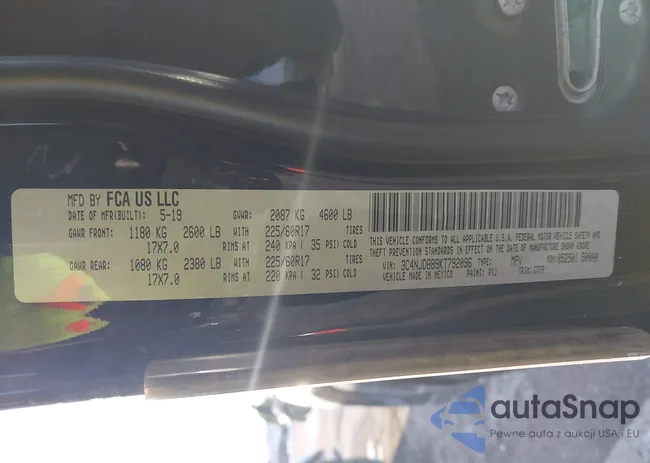 MFD BY FCA US LLC
DATE OF MFR(BUILT): 5-19 GVWR: 2087 KG 4600 LB
GAWR FRONT: 1180 KG 2600 LB WITH 225/60R17 TIRES
17X7.0 RIMS AT 240 KPA ( 35 PSI) COLD
GAWR REAR: 1080 KG 2380 LB WITH 225/60R17 TIRES
17X7.0 RIMS AT 220 KPA ( 32 PSI) COLD
THIS VEHICLE CONFORMS TO ALL APPLICABLE U.S.A. FEDERAL MOTOR VEHICLE SAFETY AND
THEFT PREVENTION STANDARDS IN EFFECT ON THE DATE OF MANUFACTURE SHOWN ABOVE.
VIN: 3C4NJDBB9KT792096 TYPE: MPV MDH: 052501
VEHICLE MADE IN MEXICO PAINT: PXJ TRIM:
autaSnap
Pewne auta z aukcji USA i EU